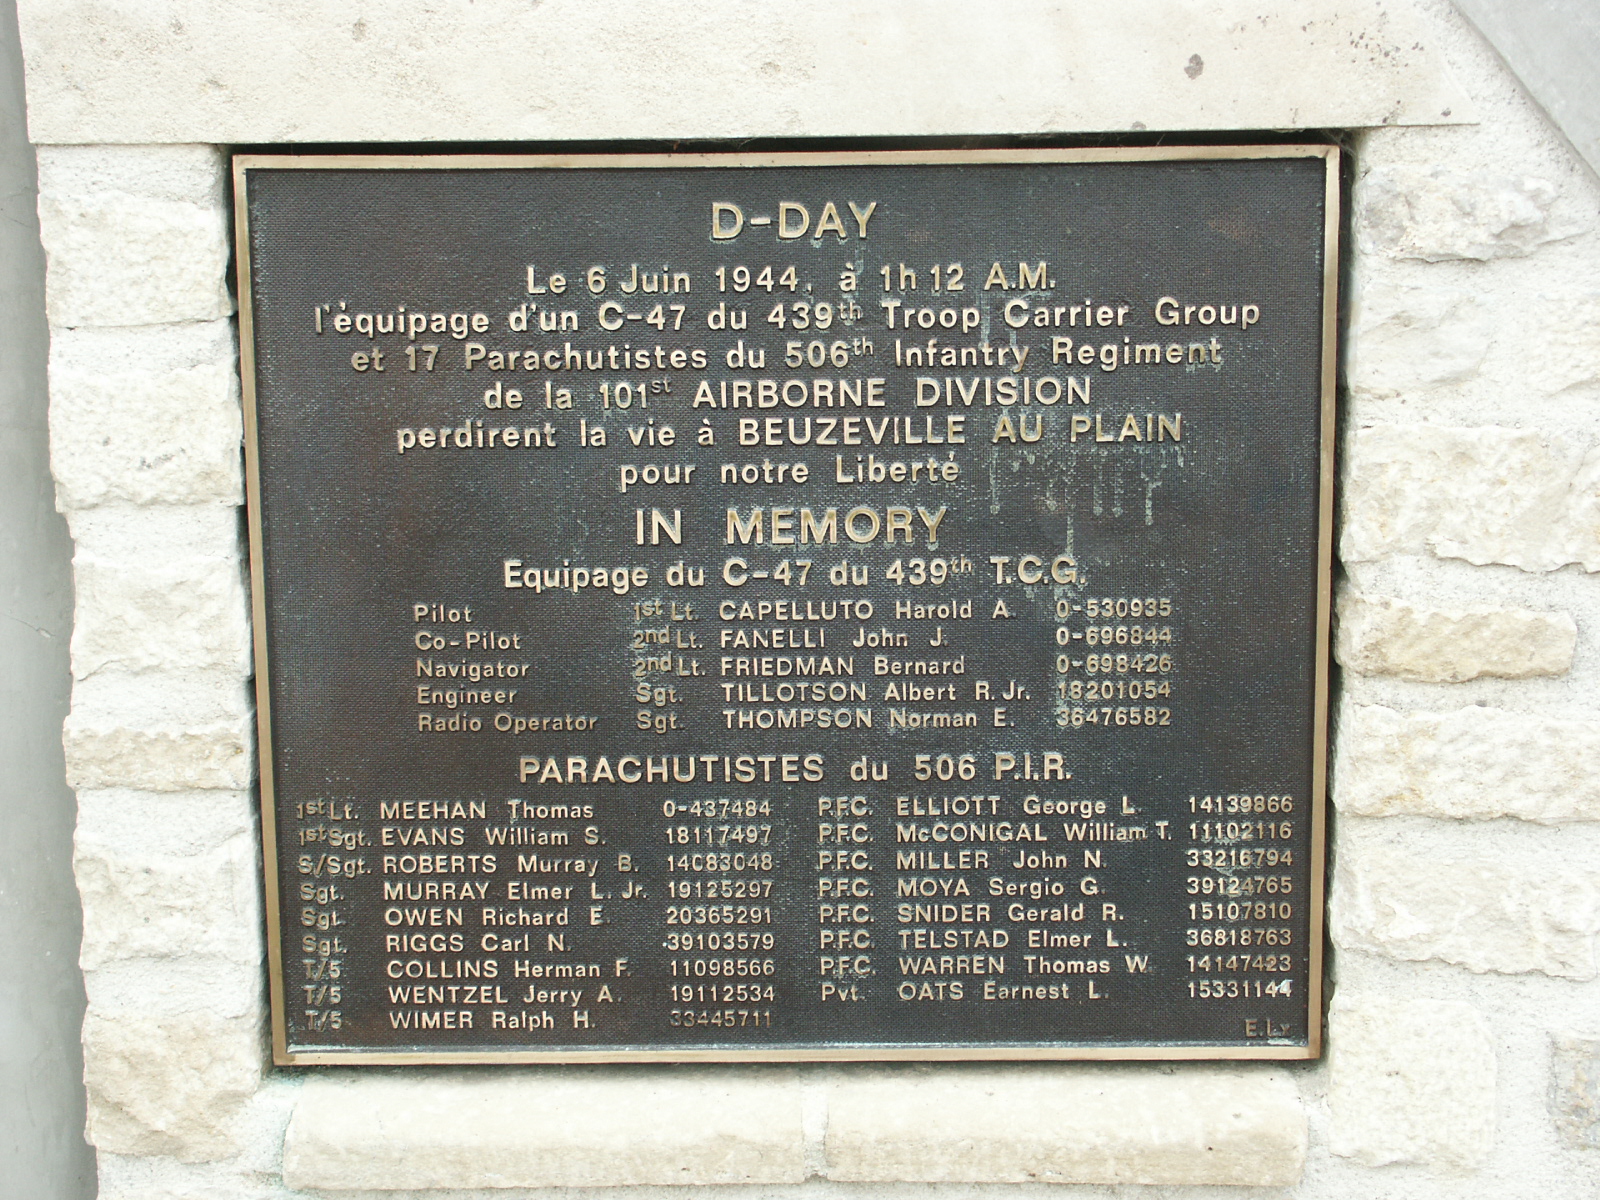 D-DAY
Le 6 Juin 1944, à 1h 12 A.M.
l'équipage d'un C-47 du 439th Troop Carrier Group
et 17 Parachutistes du 506th Infantry Regiment
de la 101st AIRBORNE DIVISION
perdirent la vie à BEUZEVILLE AU PLAIN
pour notre Liberté
IN MEMORY
Equipage du C-47 du 439th T.C.G.
Pilot 1st Lt. CAPELLUTO Harold A. 0-530935
Co-Pilot 2nd Lt. FANELLI John J. 0-696844
Navigator 2nd Lt. FRIEDMAN Bernard 0-698426
Engineer Sgt. TILLOTSON Albert R. Jr. 18201054
Radio Operator Sgt. THOMPSON Norman E. 36476582
PARACHUTISTES du 506 P.I.R.
1st Lt. MEEHAN Thomas 0-437484
1st Sgt. EVANS William S. 18117497
S/Sgt. ROBERTS Murray B. 14083048
Sgt. MURRAY Elmer L. Jr. 19125297
Sgt. OWEN Richard E. 20365291
Sgt. RIGGS Carl N. 39103579
T/5 COLLINS Herman F. 11098566
T/5 WENTZEL Jerry A. 19112534
T/5 WIMER Ralph H. 33445711
P.F.C. ELLIOTT George L. 14139866
P.F.C. McCONIGAL William T. 11102116
P.F.C. MILLER John N. 33216794
P.F.C. MOYA Sergio G. 39124765
P.F.C. SNIDER Gerald R. 15107810
P.F.C. TELSTAD Elmer L. 36818763
P.F.C. WARREN Thomas W. 14147423
Pvt. OATS Earnest L. 15331144